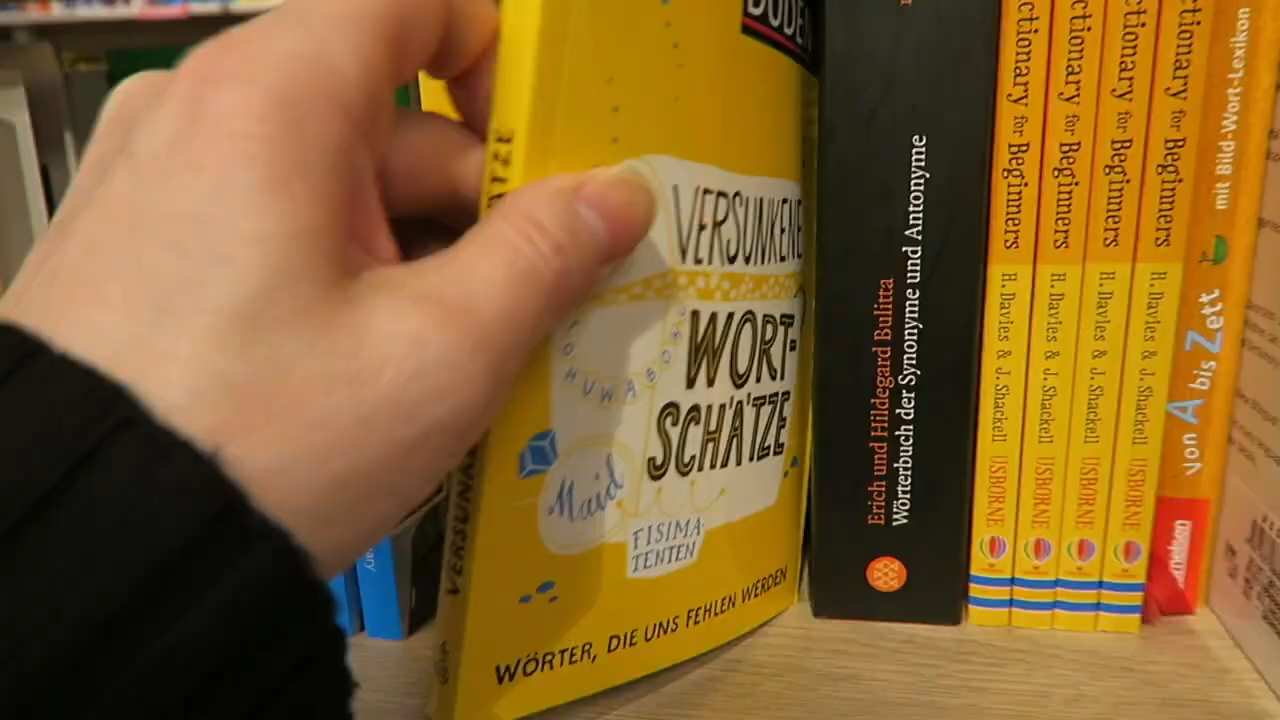 DUDEN
VERSUNKENE
WORT-
SCHÄTZE
Maid
FISIMA-
TENTEN
WÖRTER, DIE UNS FEHLEN WERDEN
Erich und Hildegard Bulitta
Wörterbuch der Synonyme und Antonyme
ctionary for Beginners H. Davies & J. Shackell USBORNE
ctionary for Beginners H. Davies & J. Shackell USBORNE
ctionary for Beginners H. Davies & J. Shackell USBORNE
ctionary for Beginners H. Davies & J. Shackell USBORNE
von A bis Zett
mit Bild-Wort-Lexikon
rnelsen